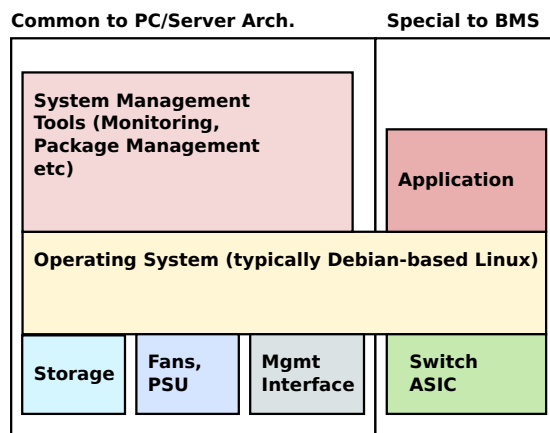 Common to PC/Server Arch.
Special to BMS
System Management
Tools (Monitoring,
Package Management
etc)
Application
Operating System (typically Debian-based Linux)
Storage
Fans,
PSU
Mgmt
Interface
Switch
ASIC